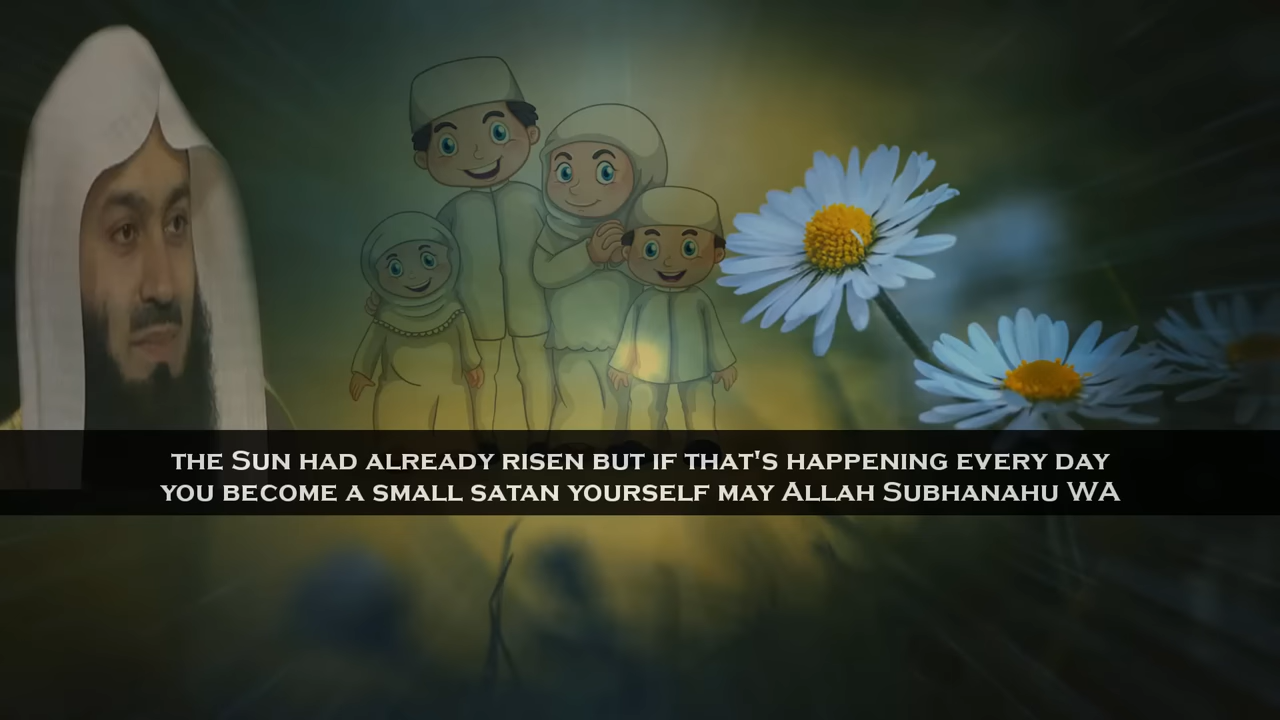 THE SUN HAD ALREADY RISEN BUT IF THAT'S HAPPENING EVERY DAY
YOU BECOME A SMALL SATAN YOURSELF MAY ALLAH SUBHANAHU WA